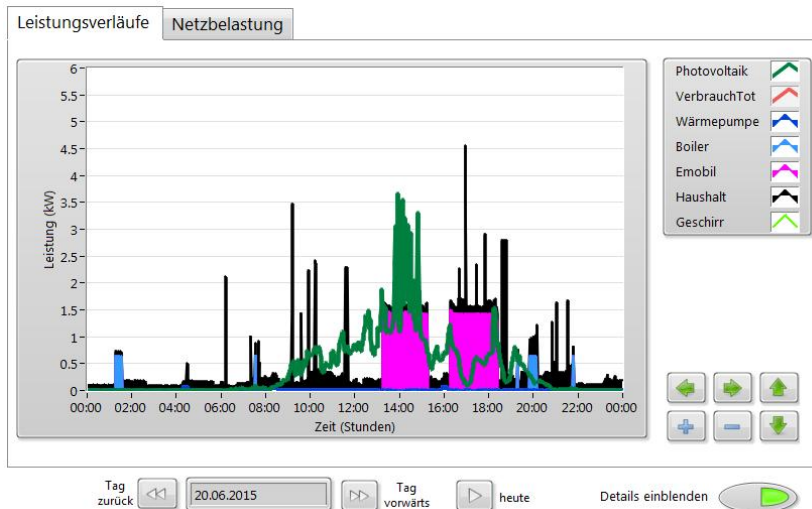 Leistungsverläufe
Netzbelastung
6
5.5
5
4.5
4
3.5
3
2.5
2
1.5
1
0.5
0
Leistung (kW)
00:00 02:00 04:00 06:00 08:00 10:00 12:00 14:00 16:00 18:00 20:00 22:00 00:00
Zeit (Stunden)
Photovoltaik
VerbrauchTot
Wärmepumpe
Boiler
Emobil
Haushalt
Geschirr
Tag
zurück
20.06.2015
Tag
vorwärts
heute
Details einblenden